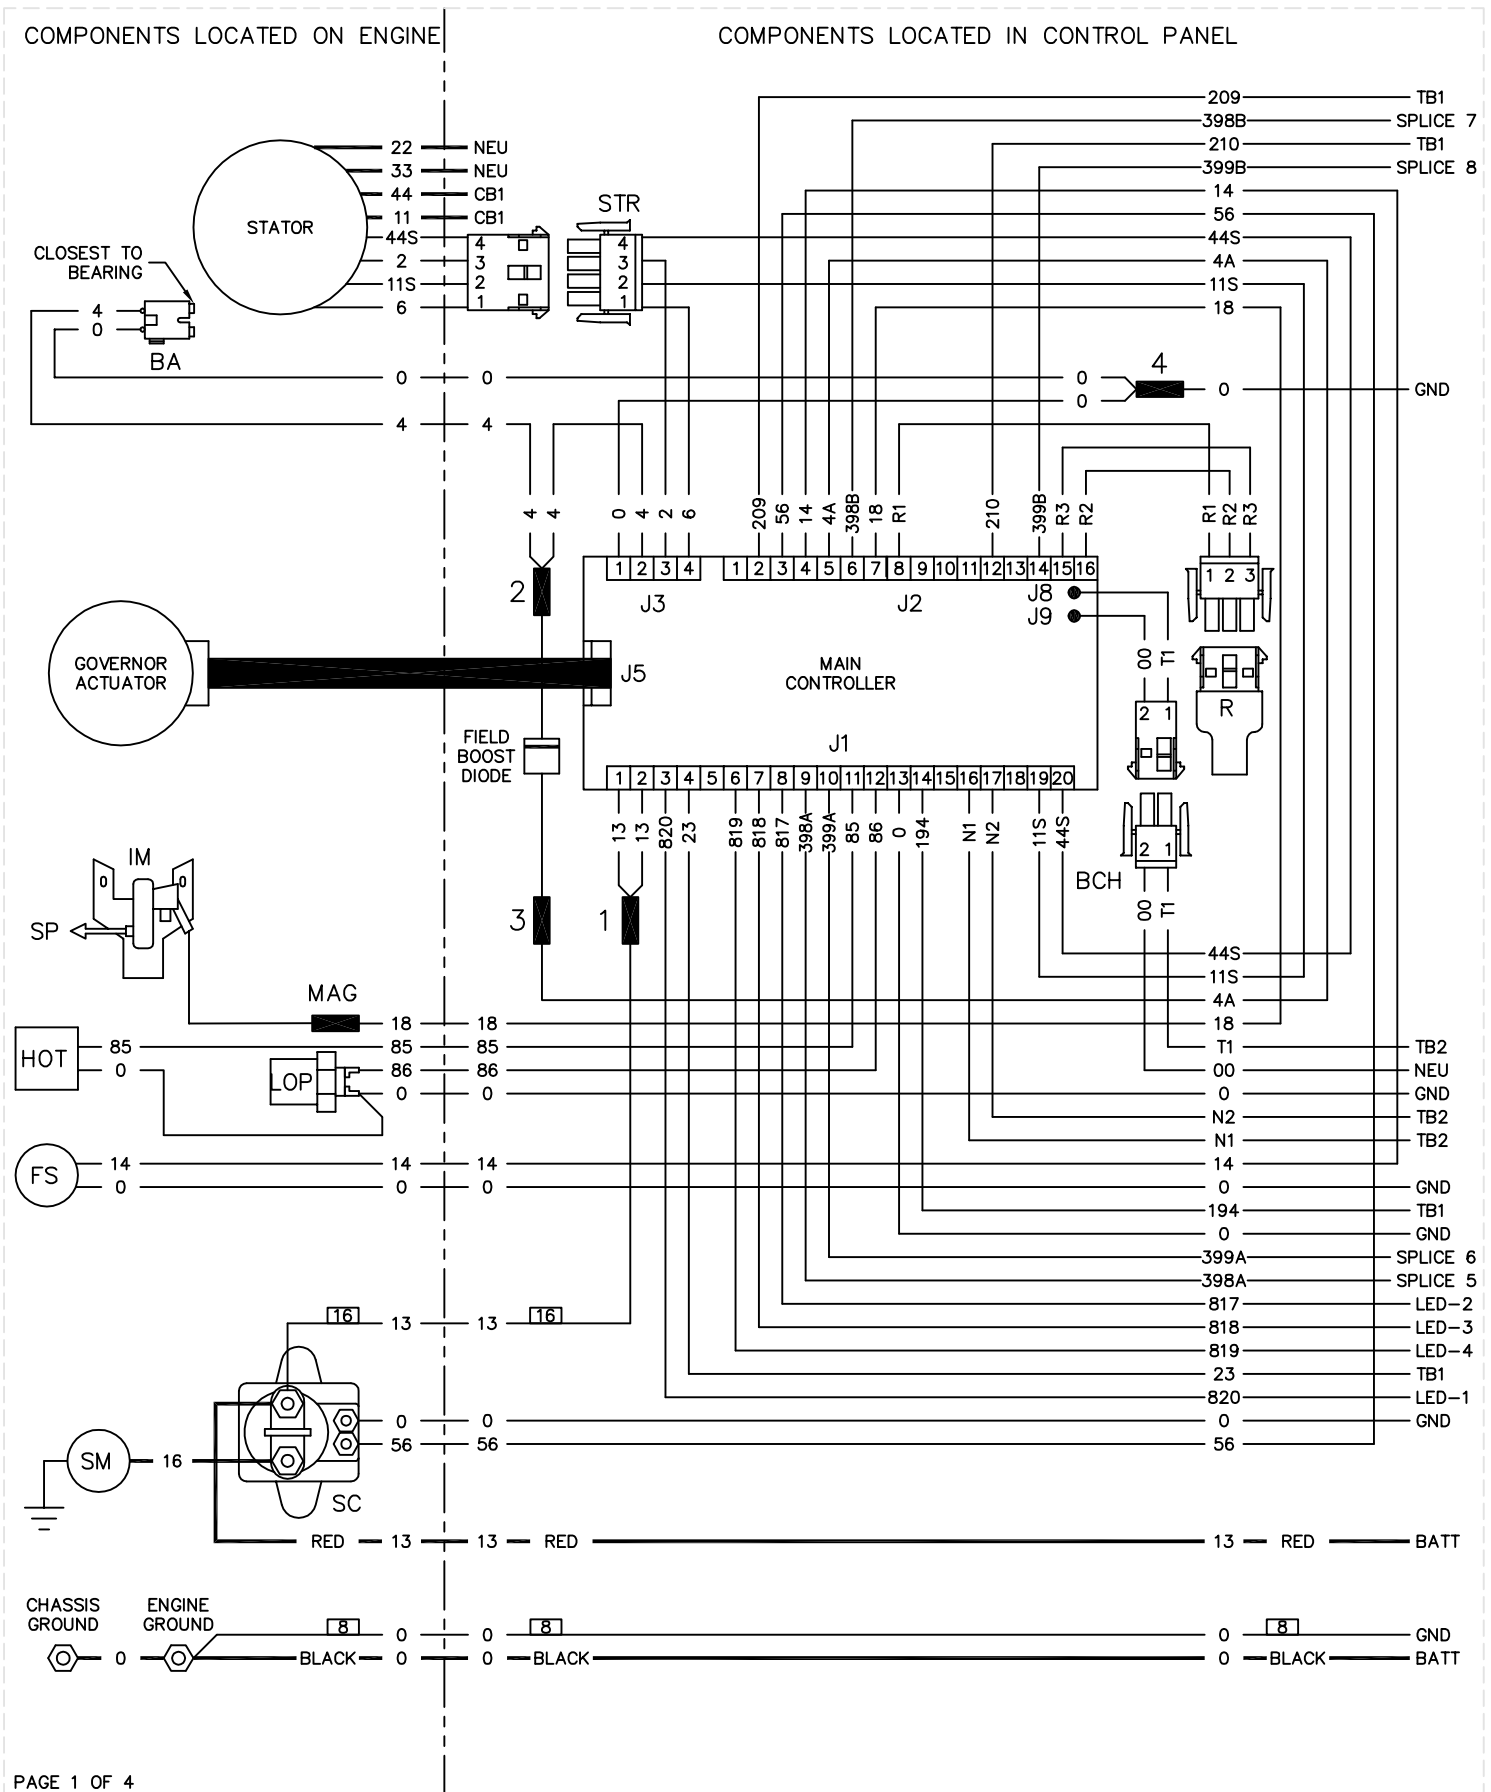 COMPONENTS LOCATED ON ENGINE
COMPONENTS LOCATED IN CONTROL PANEL
209 TB1
398B SPLICE 7
22 NEU 210 TB1
33 NEU 399B SPLICE 8
44 CB1 14
STR
11 CB1 56
STATOR
44S 4 4 44S
2 3 3 4A
11S 2 2 11S
6 1 1 18
CLOSEST TO
BEARING
4
0
BA
4
0 0 0
0 0 GND
4 4
4 4 0 4 2 6 209 56 14 4A 398B 18 R1 210 399B R3 R2 R1 R2 R3
1 2 3 4 1 2 3 4 5 6 7 8 9 10 11 12 13 14 15 16 1 2 3
2 J3 J2 J8
J9
00 T1
GOVERNOR
ACTUATOR
J5
MAIN
CONTROLLER
R
2 1
FIELD
BOOST
DIODE
J1
1 2 3 4 5 6 7 8 9 10 11 12 13 14 15 16 17 18 19 20
13 13 820 23 819 818 817 398A 399A 85 86 0 194 N1 N2 11S 44S
2 1
BCH
00 T1
IM
SP
3 1
44S
11S
4A
MAG
18 18 18
HOT
85 85 85 T1 TB2
0 LOP 86 86 00 NEU
0 0 0 GND
N2 TB2
N1 TB2
FS
14 14 14 14
0 0 0 0 GND
194 TB1
0 GND
399A SPLICE 6
398A SPLICE 5
817 LED-2
16 13 13 16 818 LED-3
819 LED-4
23 TB1
820 LED-1
0 0 0 GND
56 56 56
SM 16
SC
RED 13 13 RED 13 RED BATT
CHASSIS
GROUND
ENGINE
GROUND
8 0 0 8 0 8 GND
0 BLACK 0 0 BLACK 0 BLACK BATT
PAGE 1 OF 4